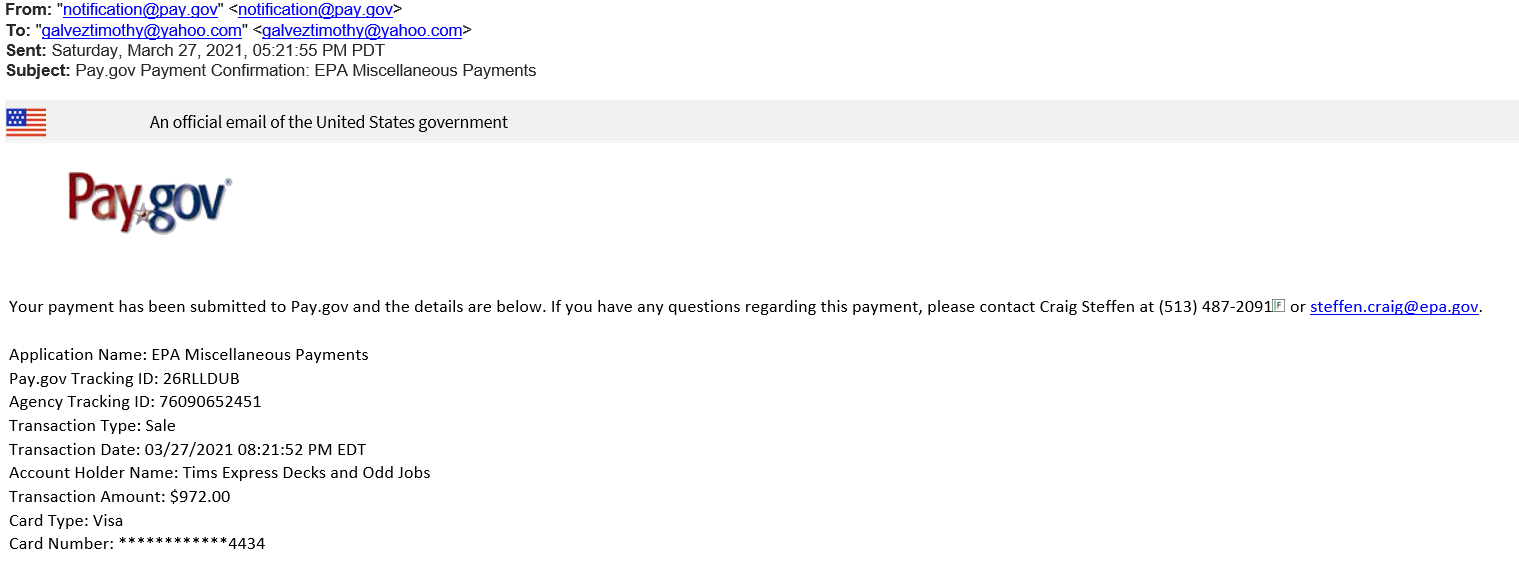 From: "notification@pay.gov" <notification@pay.gov>
To: "galveztimothy@yahoo.com" <galveztimothy@yahoo.com>
Sent: Saturday, March 27, 2021, 05:21:55 PM PDT
Subject: Pay.gov Payment Confirmation: EPA Miscellaneous Payments
An official email of the United States government
Pay.gov®
Your payment has been submitted to Pay.gov and the details are below. If you have any questions regarding this payment, please contact Craig Steffen at (513) 487-2091 or steffen.craig@epa.gov.
Application Name: EPA Miscellaneous Payments
Pay.gov Tracking ID: 26RLLDUB
Agency Tracking ID: 76090652451
Transaction Type: Sale
Transaction Date: 03/27/2021 08:21:52 PM EDT
Account Holder Name: Tims Express Decks and Odd Jobs
Transaction Amount: $972.00
Card Type: Visa
Card Number: ************4434